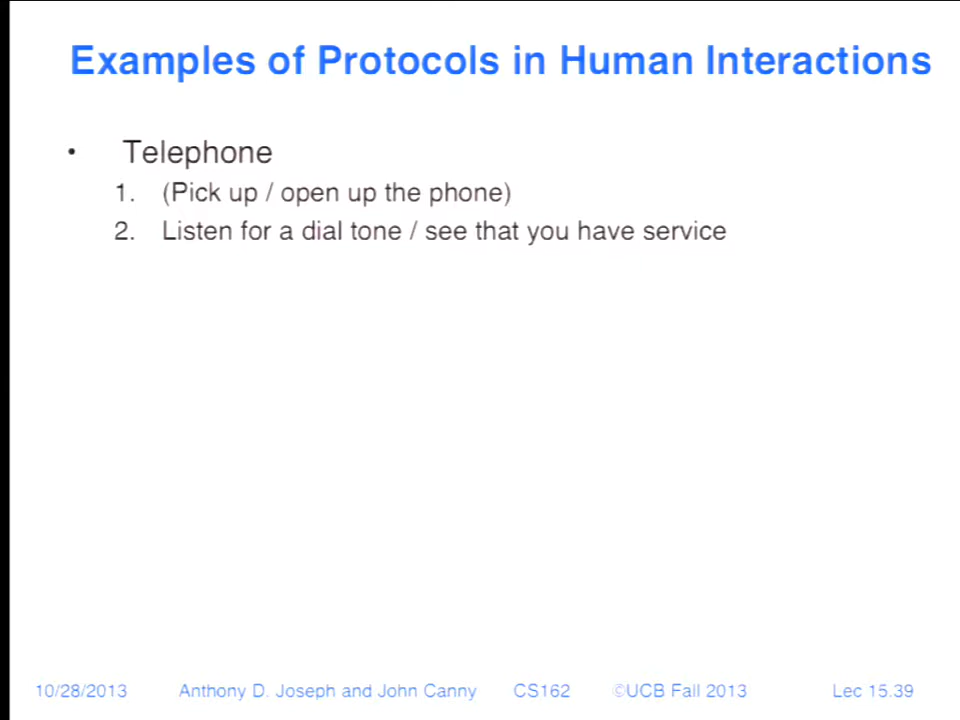 Examples of Protocols in Human Interactions
• Telephone
1. (Pick up / open up the phone)
2. Listen for a dial tone / see that you have service
10/28/2013 Anthony D. Joseph and John Canny CS162 ©UCB Fall 2013 Lec 15.39